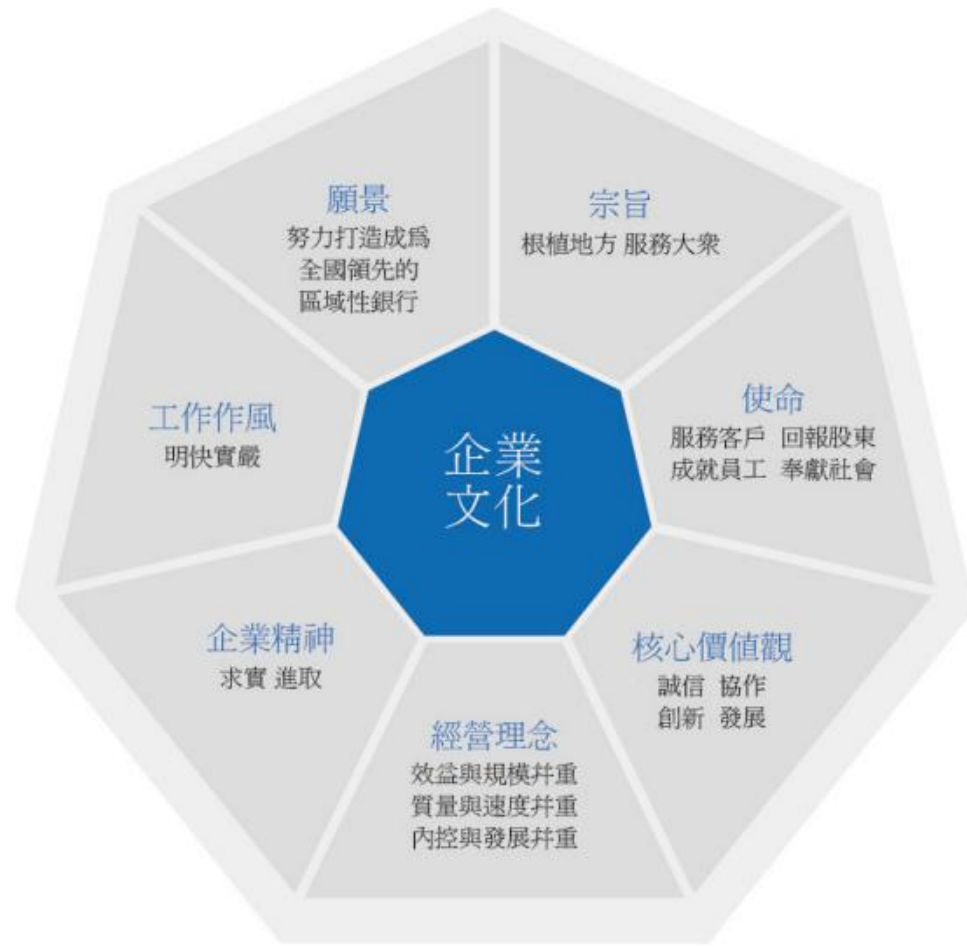 願景
努力打造成爲
全國領先的
區域性銀行
宗旨
根植地方 服務大衆
使命
服務客戶 回報股東
成就員工 奉獻社會
核心價值觀
誠信 協作
創新 發展
經營理念
效益與規模幷重
質量與速度幷重
內控與發展幷重
企業精神
求實 進取
工作作風
明快實嚴
企業
文化